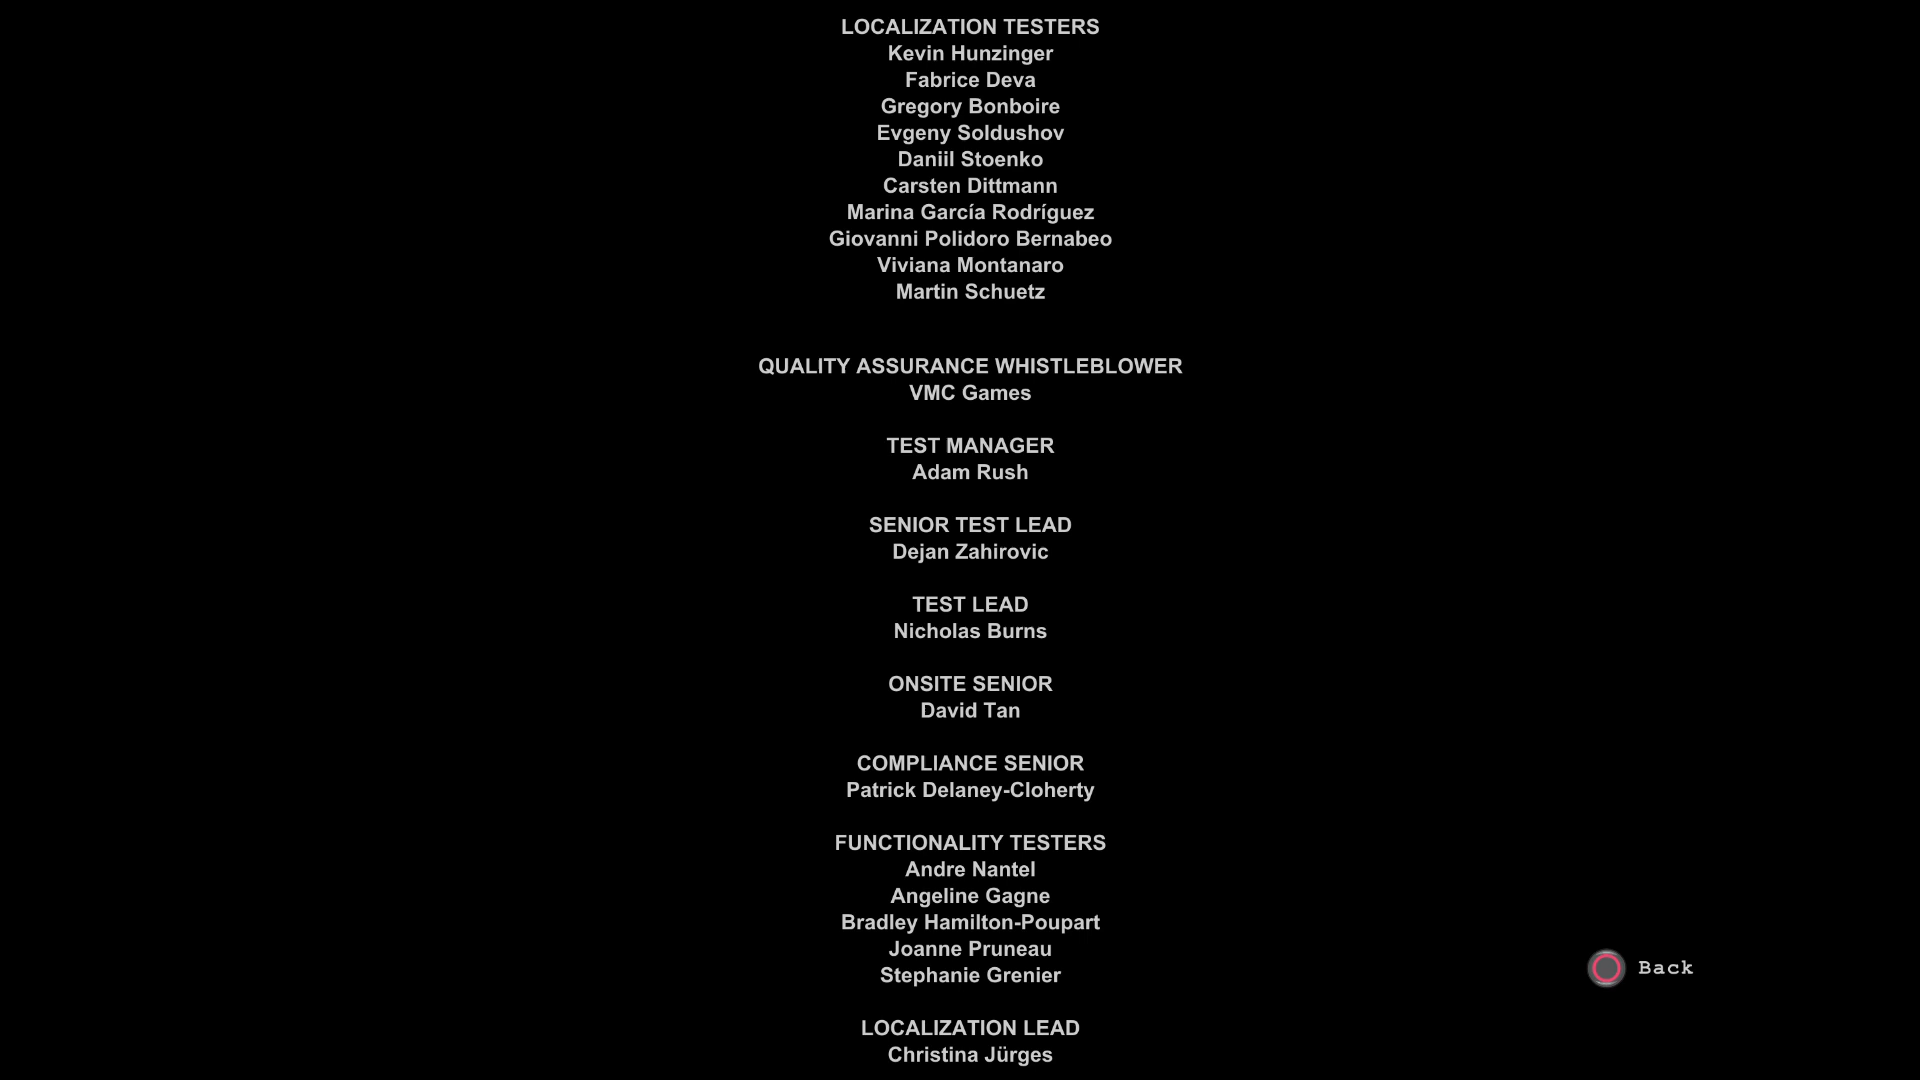 LOCALIZATION TESTERS
Kevin Hunzinger
Fabrice Deva
Gregory Bonboire
Evgeny Soldushov
Daniil Stoenko
Carsten Dittmann
Marina García Rodríguez
Giovanni Polidoro Bernabeo
Viviana Montanaro
Martin Schuetz
QUALITY ASSURANCE WHISTLEBLOWER
VMC Games
TEST MANAGER
Adam Rush
SENIOR TEST LEAD
Dejan Zahirovic
TEST LEAD
Nicholas Burns
ONSITE SENIOR
David Tan
COMPLIANCE SENIOR
Patrick Delaney-Cloherty
FUNCTIONALITY TESTERS
Andre Nantel
Angeline Gagne
Bradley Hamilton-Poupart
Joanne Pruneau
Stephanie Grenier
LOCALIZATION LEAD
Christina Jürges
Back